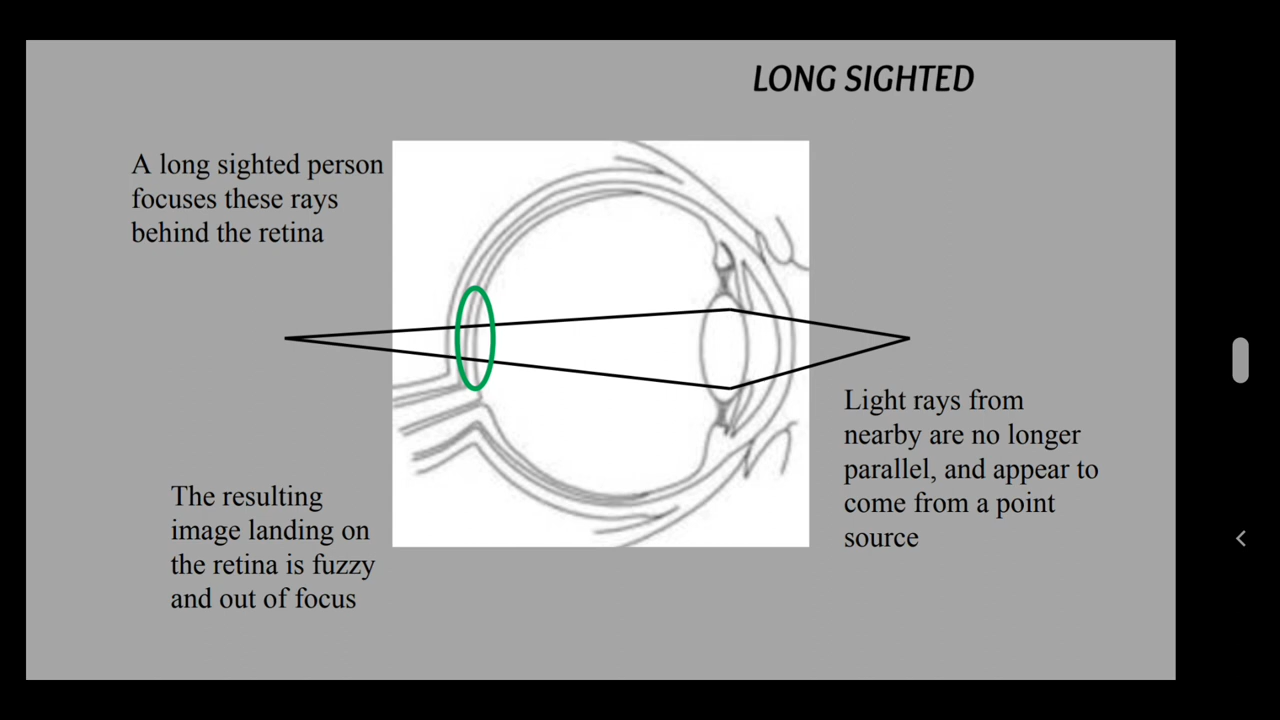 LONG SIGHTED
A long sighted person
focuses these rays
behind the retina
Light rays from
nearby are no longer
parallel, and appear to
come from a point
source
The resulting
image landing on
the retina is fuzzy
and out of focus